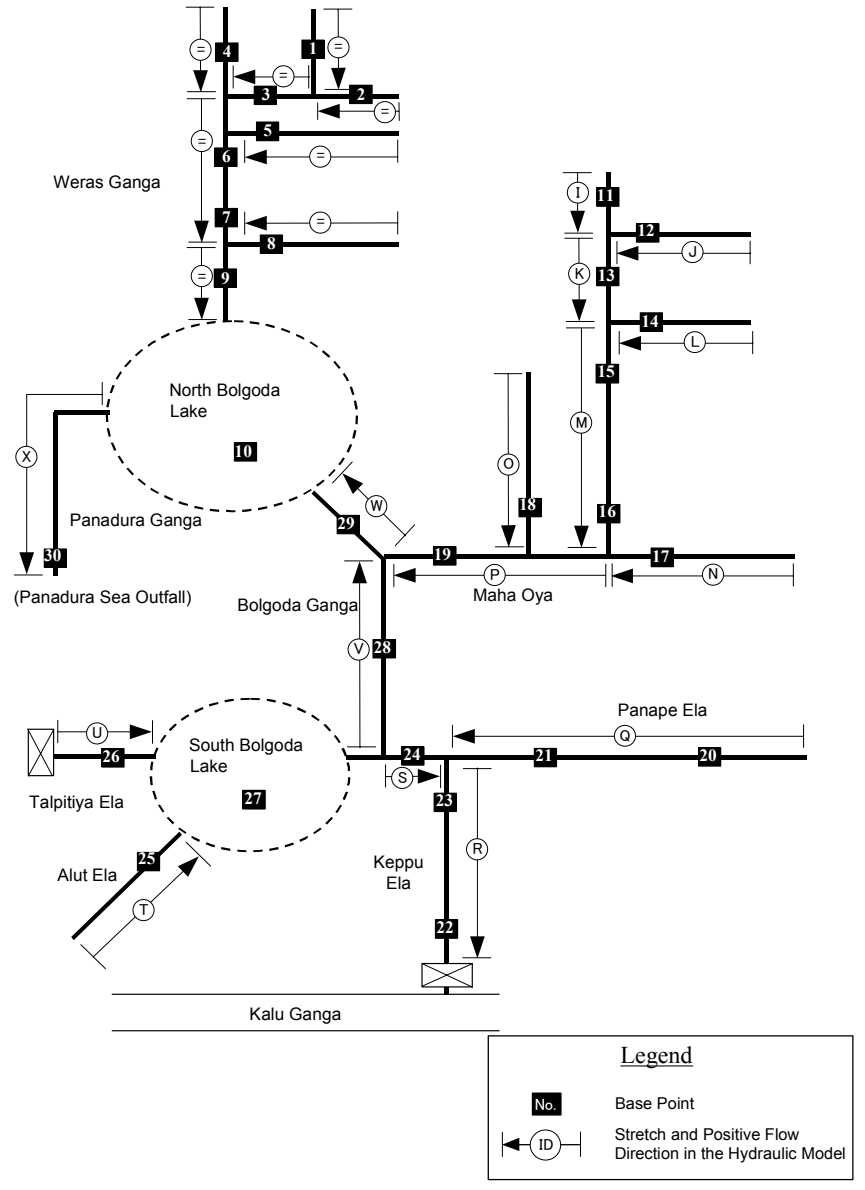 =
4
1
=
=
3
2
=
=
5
6
=
Weras Ganga
=
7
8
=
9
I
11
12
J
K
13
14
L
15
M
North Bolgoda
Lake
10
X
O
W
Panadura Ganga
29
18
16
30
19
17
(Panadura Sea Outfall)
P
N
Maha Oya
Bolgoda Ganga
V
28
Panape Ela
U
South Bolgoda
Lake
Q
26
24
21
20
S
Talpitiya Ela
27
23
25
Alut Ela
Keppu
Ela
R
T
22
Kalu Ganga
Legend
No.
Base Point
ID
Stretch and Positive Flow
Direction in the Hydraulic Model